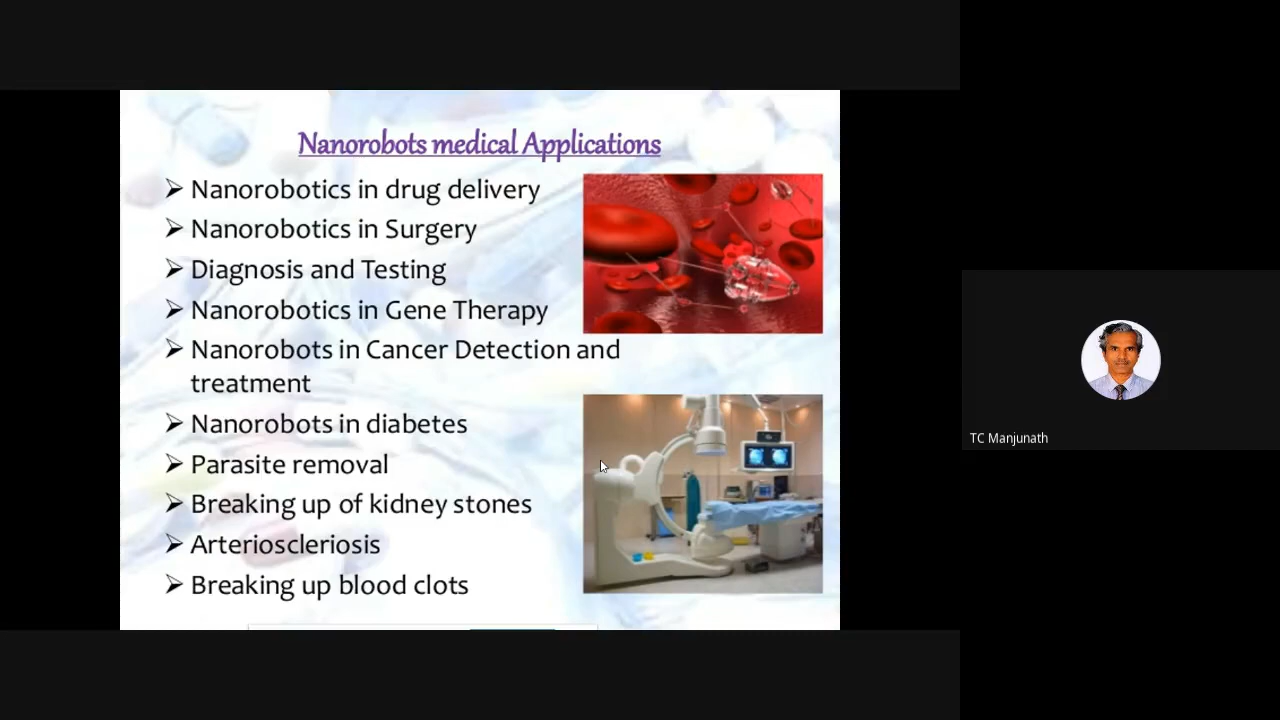 Nanorobots medical Applications
➢ Nanorobotics in drug delivery
➢ Nanorobotics in Surgery
➢ Diagnosis and Testing
➢ Nanorobotics in Gene Therapy
➢ Nanorobots in Cancer Detection and
treatment
➢ Nanorobots in diabetes
➢ Parasite removal
➢ Breaking up of kidney stones
➢ Arterioscleriosis
➢ Breaking up blood clots
TC Manjunath